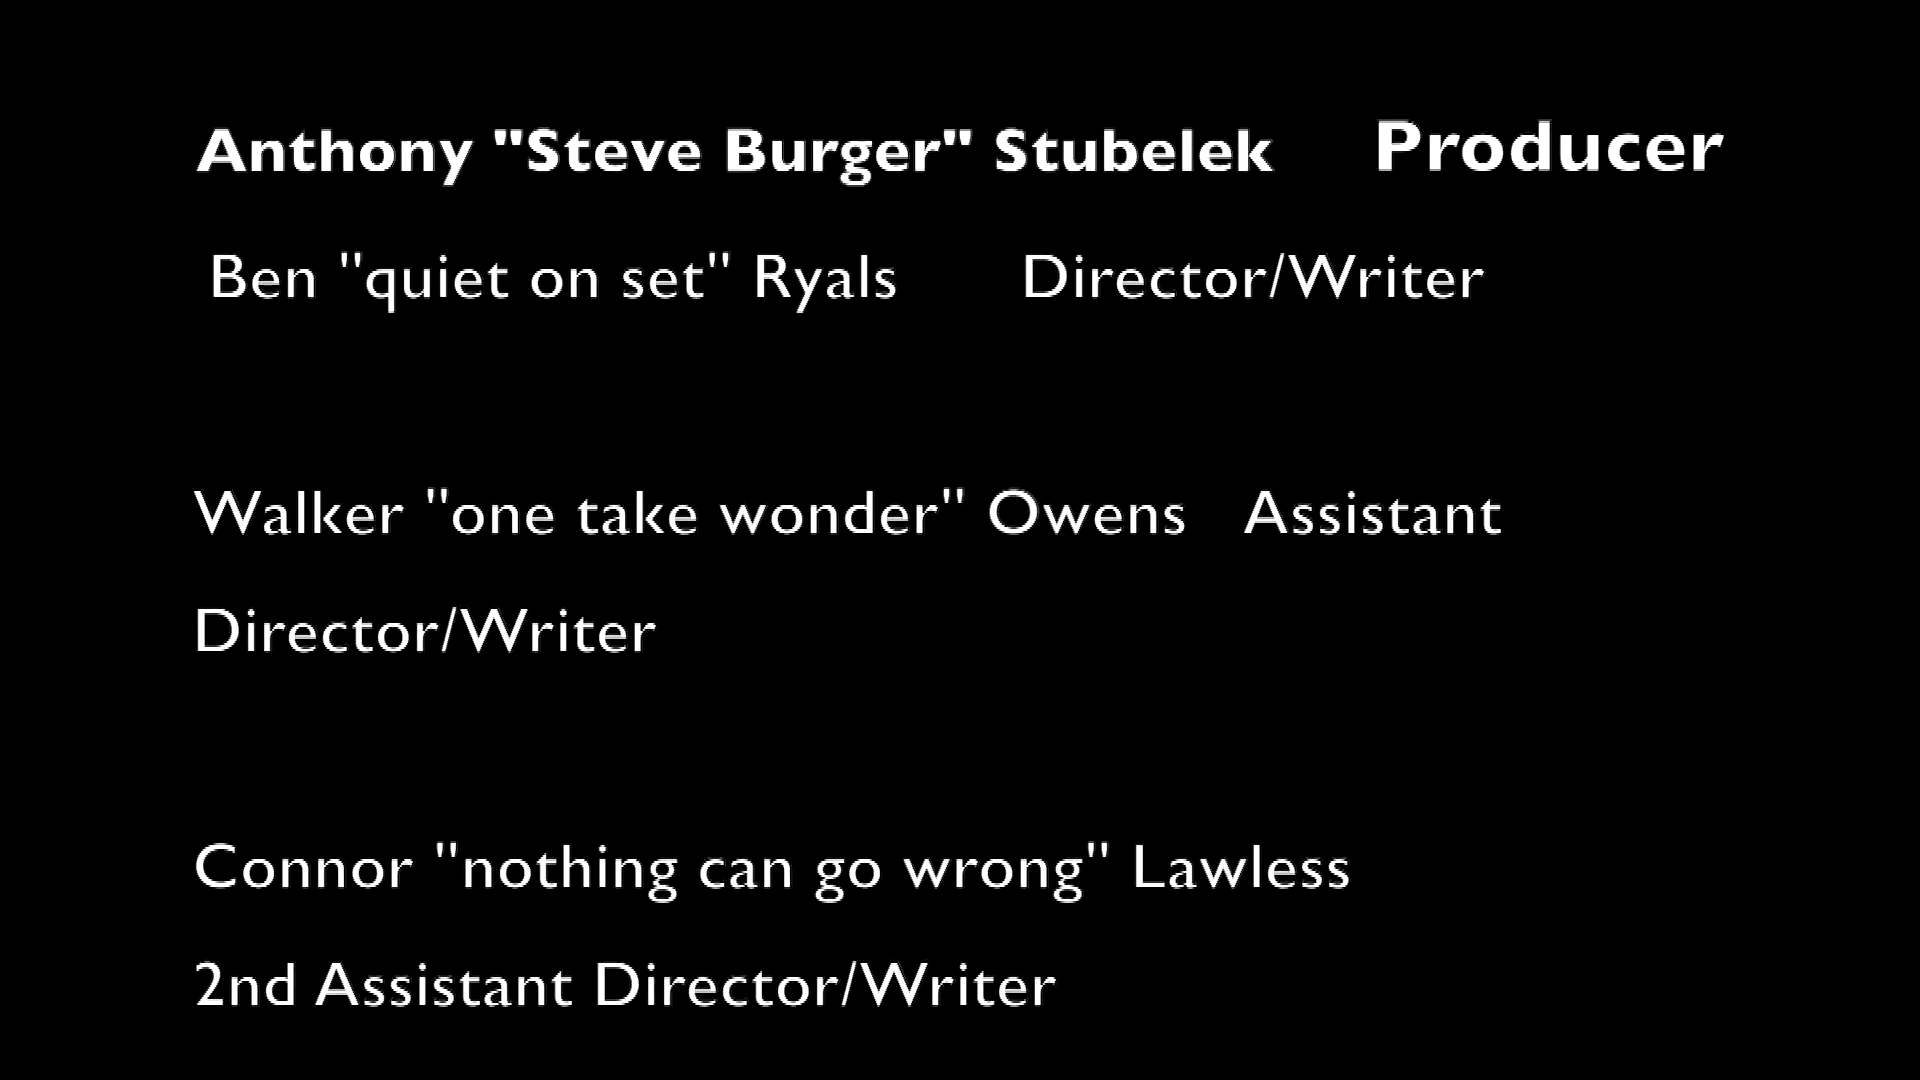 Anthony "Steve Burger" Stubelek Producer
Ben "quiet on set" Ryals Director/Writer
Walker "one take wonder" Owens Assistant
Director/Writer
Connor "nothing can go wrong" Lawless
2nd Assistant Director/Writer